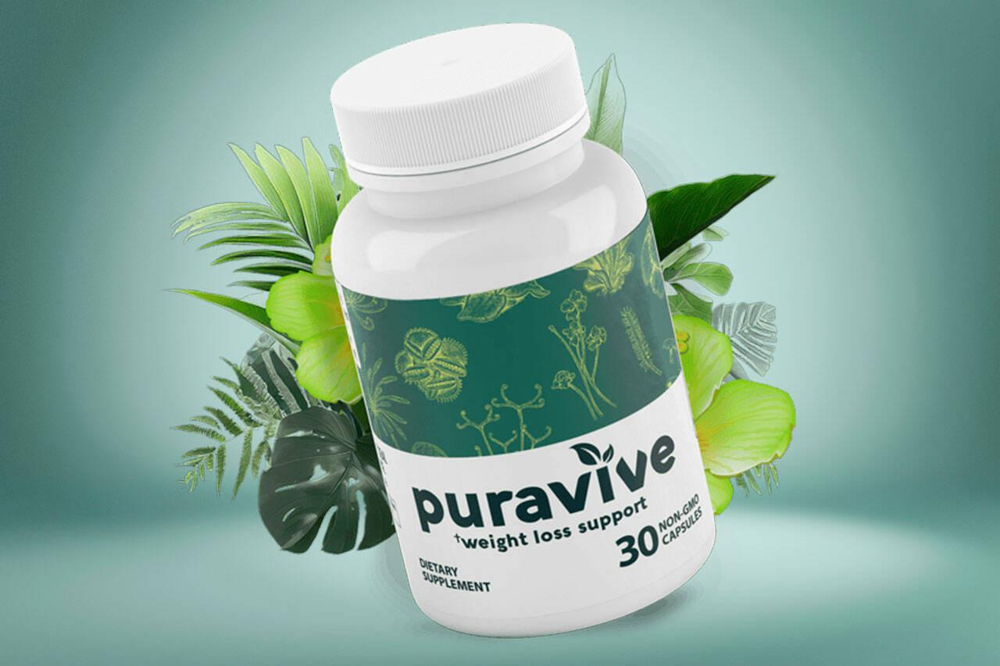 puravive
+weight loss support
30 NON-GMO
CAPSULES
DIETARY
SUPPLEMENT